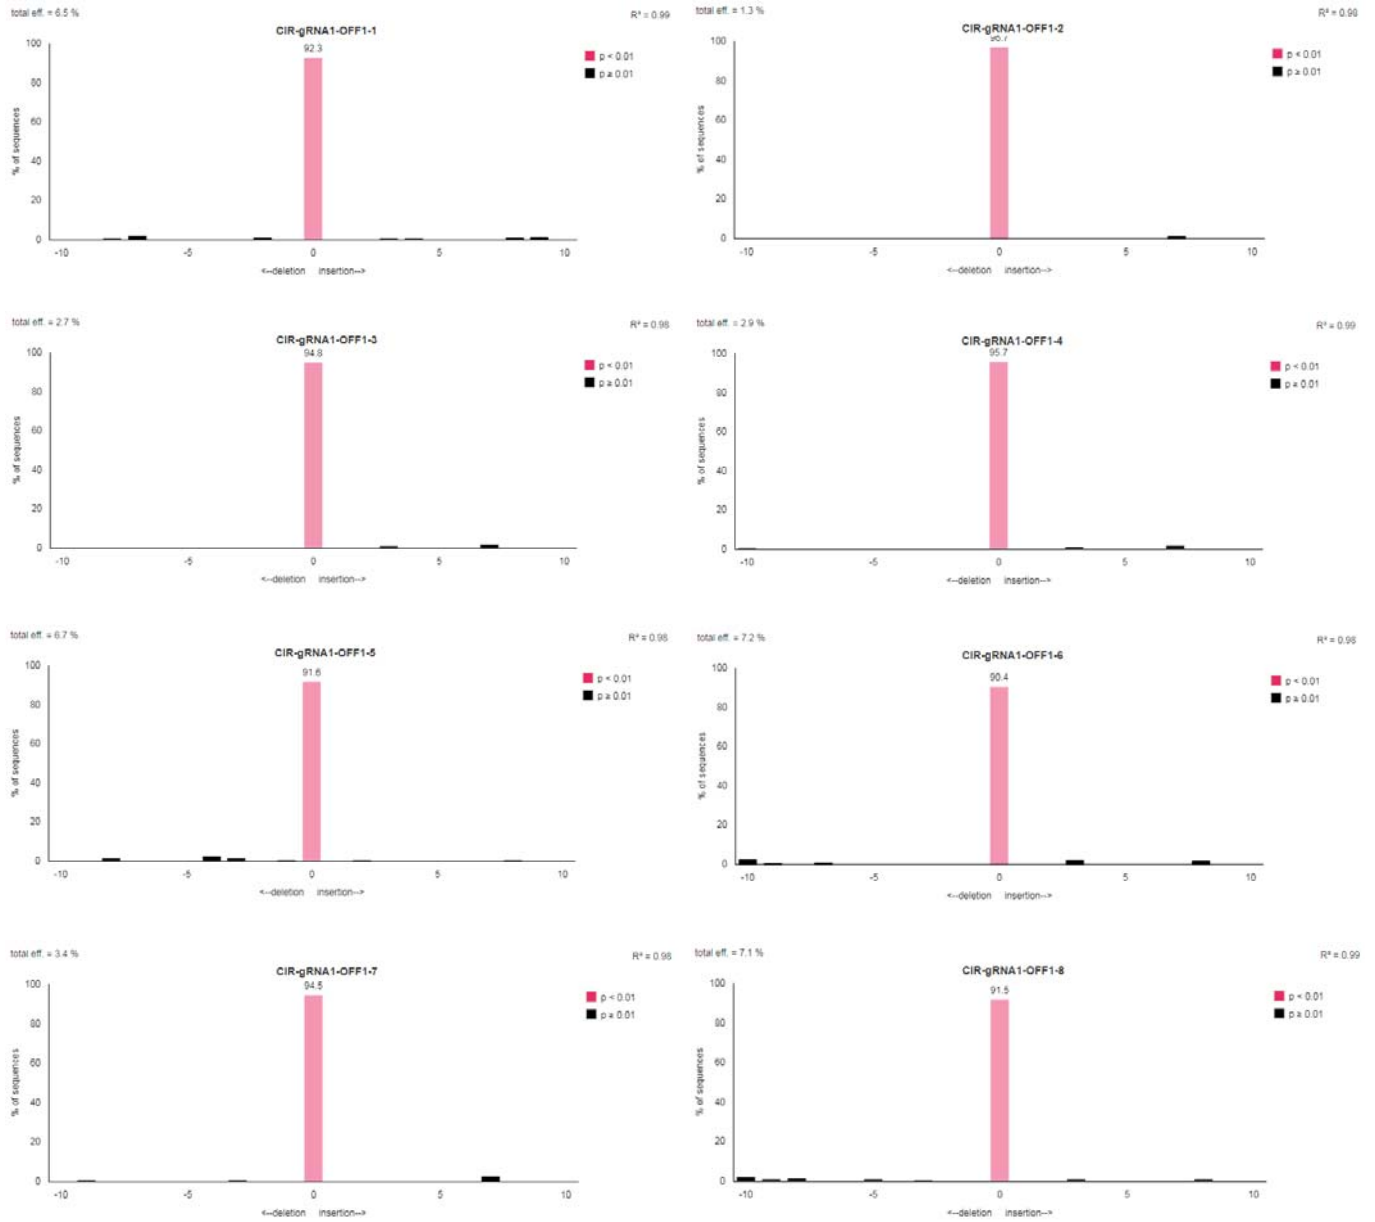 total eff. = 6.5 %
R² = 0.99
CIR-gRNA1-OFF1-1
92.3
p < 0.01
p ≥ 0.01
% of sequences
100
80
60
40
20
0
-10 -5 0 5 10
<--deletion insertion-->
total eff. = 1.3 %
R² = 0.98
CIR-gRNA1-OFF1-2
96.7
p < 0.01
p ≥ 0.01
% of sequences
100
80
60
40
20
0
-10 -5 0 5 10
<--deletion insertion-->
total eff. = 2.7 %
R² = 0.98
CIR-gRNA1-OFF1-3
94.8
p < 0.01
p ≥ 0.01
% of sequences
100
80
60
40
20
0
-10 -5 0 5 10
<--deletion insertion-->
total eff. = 2.9 %
R² = 0.99
CIR-gRNA1-OFF1-4
95.7
p < 0.01
p ≥ 0.01
% of sequences
100
80
60
40
20
0
-10 -5 0 5 10
<--deletion insertion-->
total eff. = 6.7 %
R² = 0.98
CIR-gRNA1-OFF1-5
91.6
p < 0.01
p ≥ 0.01
% of sequences
100
80
60
40
20
0
-10 -5 0 5 10
<--deletion insertion-->
total eff. = 7.2 %
R² = 0.98
CIR-gRNA1-OFF1-6
90.4
p < 0.01
p ≥ 0.01
% of sequences
100
80
60
40
20
0
-10 -5 0 5 10
<--deletion insertion-->
total eff. = 3.4 %
R² = 0.98
CIR-gRNA1-OFF1-7
94.5
p < 0.01
p ≥ 0.01
% of sequences
100
80
60
40
20
0
-10 -5 0 5 10
<--deletion insertion-->
total eff. = 7.1 %
R² = 0.99
CIR-gRNA1-OFF1-8
91.5
p < 0.01
p ≥ 0.01
% of sequences
100
80
60
40
20
0
-10 -5 0 5 10
<--deletion insertion-->